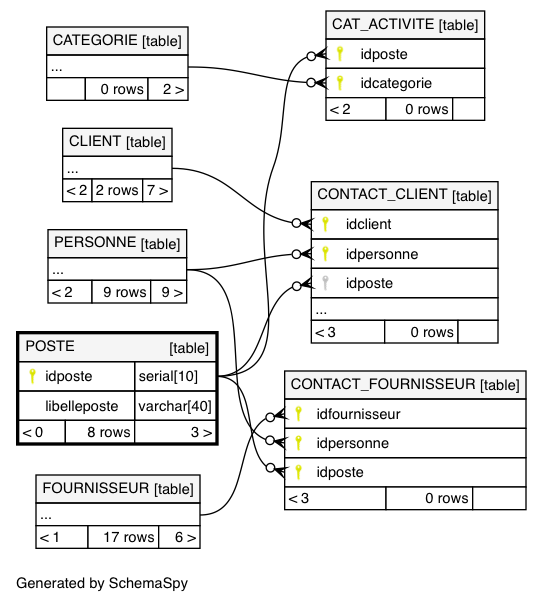 CATEGORIE [table]
...
0 rows 2 >
CLIENT [table]
...
< 2 2 rows 7 >
PERSONNE [table]
...
< 2 9 rows 9 >
POSTE [table]
idposte serial[10]
libelleposte varchar[40]
< 0 8 rows 3 >
FOURNISSEUR [table]
...
< 1 17 rows 6 >
CAT_ACTIVITE [table]
idposte
idcategorie
< 2 0 rows
CONTACT_CLIENT [table]
idclient
idpersonne
idposte
...
< 3 0 rows
CONTACT_FOURNISSEUR [table]
idfournisseur
idpersonne
idposte
< 3 0 rows
Generated by SchemaSpy